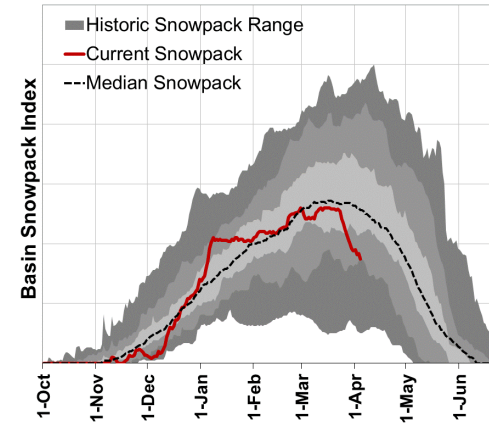 Historic Snowpack Range
Current Snowpack
Median Snowpack
Basin Snowpack Index
1-Oct
1-Nov
1-Dec
1-Jan
1-Feb
1-Mar
1-Apr
1-May
1-Jun